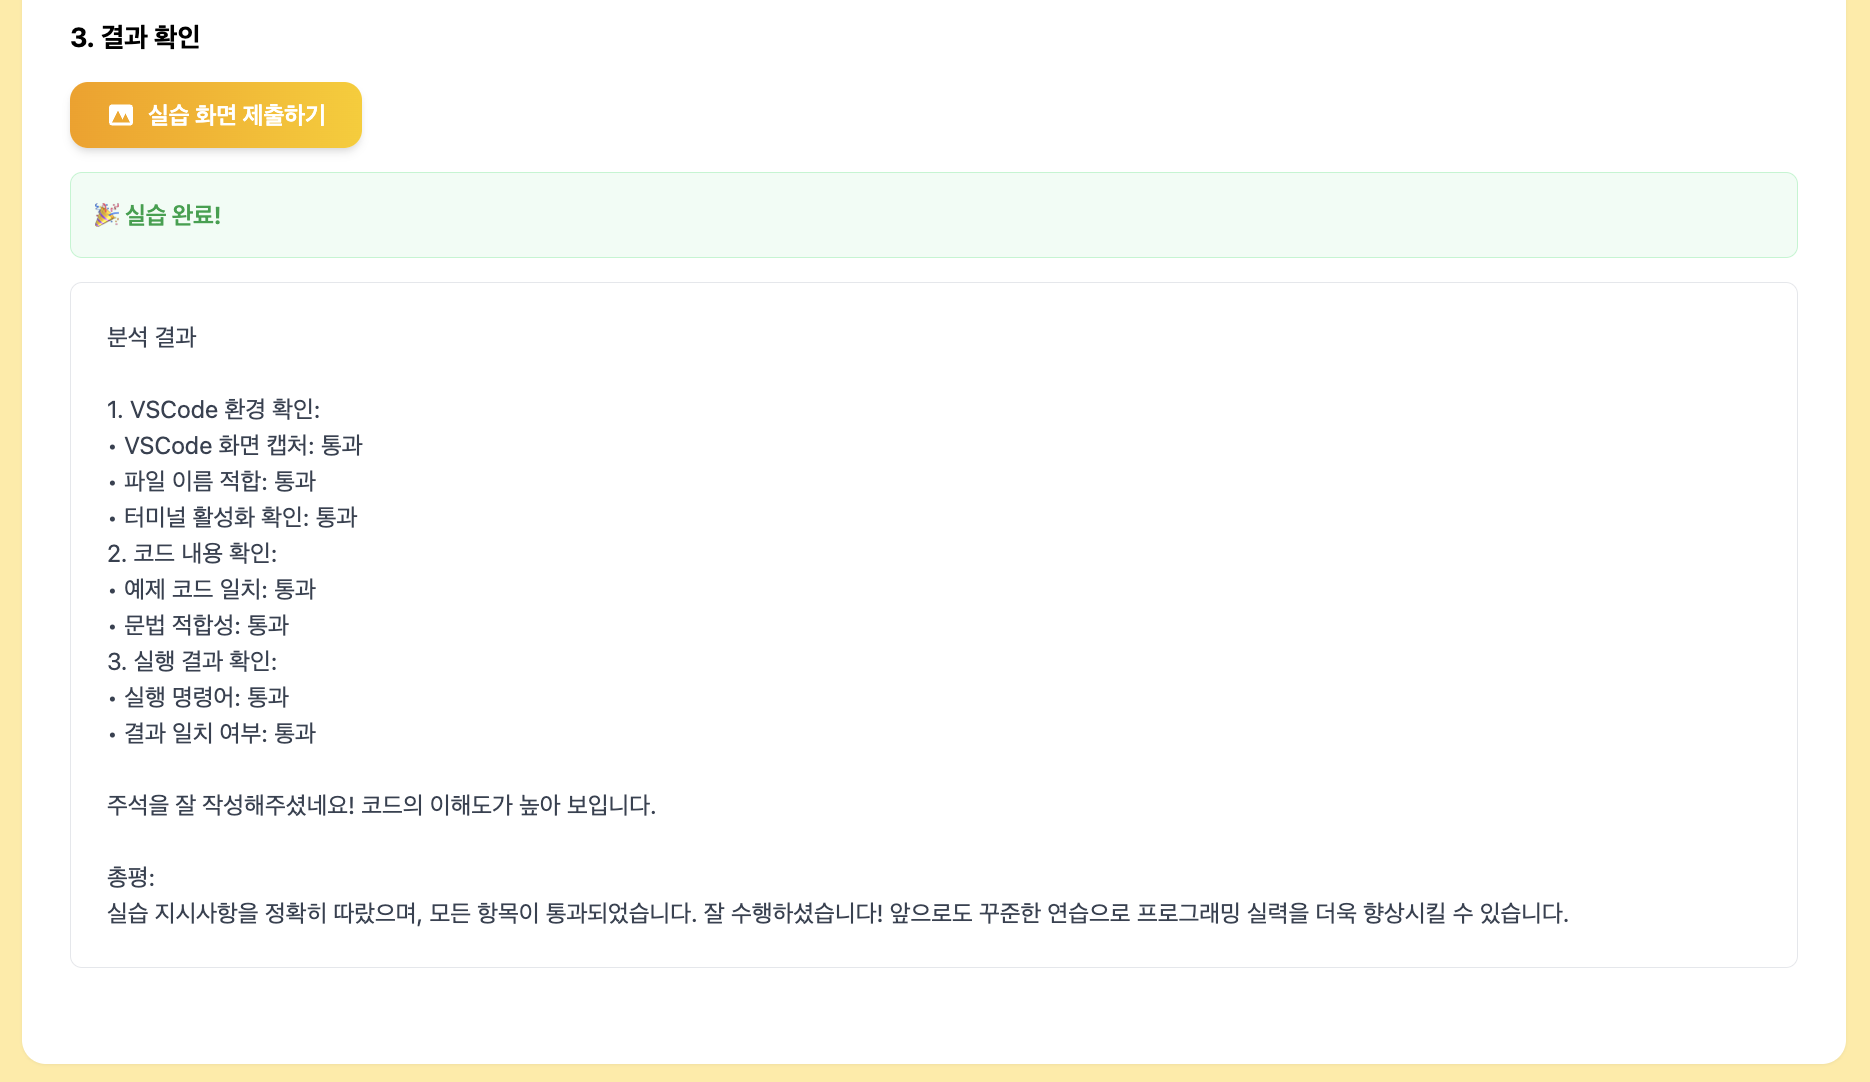 3. 결과 확인
실습 화면 제출하기
🎉 실습 완료!
분석 결과
1. VSCode 환경 확인:
• VSCode 화면 캡처: 통과
• 파일 이름 적합: 통과
• 터미널 활성화 확인: 통과
2. 코드 내용 확인:
• 예제 코드 일치: 통과
• 문법 적합성: 통과
3. 실행 결과 확인:
• 실행 명령어: 통과
• 결과 일치 여부: 통과
주석을 잘 작성해주셨네요! 코드의 이해도가 높아 보입니다.
총평:
실습 지시사항을 정확히 따랐으며, 모든 항목이 통과되었습니다. 잘 수행하셨습니다! 앞으로도 꾸준한 연습으로 프로그래밍 실력을 더욱 향상시킬 수 있습니다.